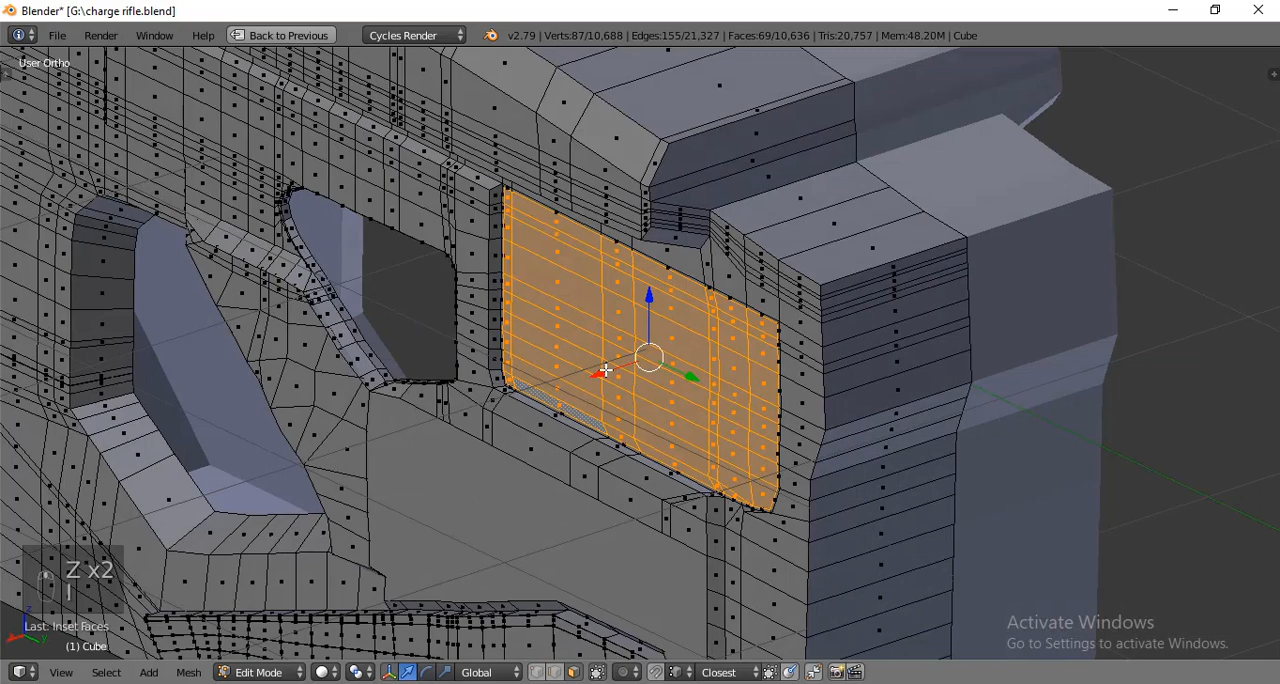 Blender* [G:\charge rifle.blend]
File Render Window Help Back to Previous Cycles Render v2.79 | Verts:87/10,688 | Edges:155/21,327 | Faces:69/10,636 | Tris:20,757 | Mem:48.20M | Cube
User Ortho
Z x2
I
Last: Inset Faces
(1) Cube
Activate Windows
Go to Settings to activate Windows.
View Select Add Mesh Edit Mode Global Closest